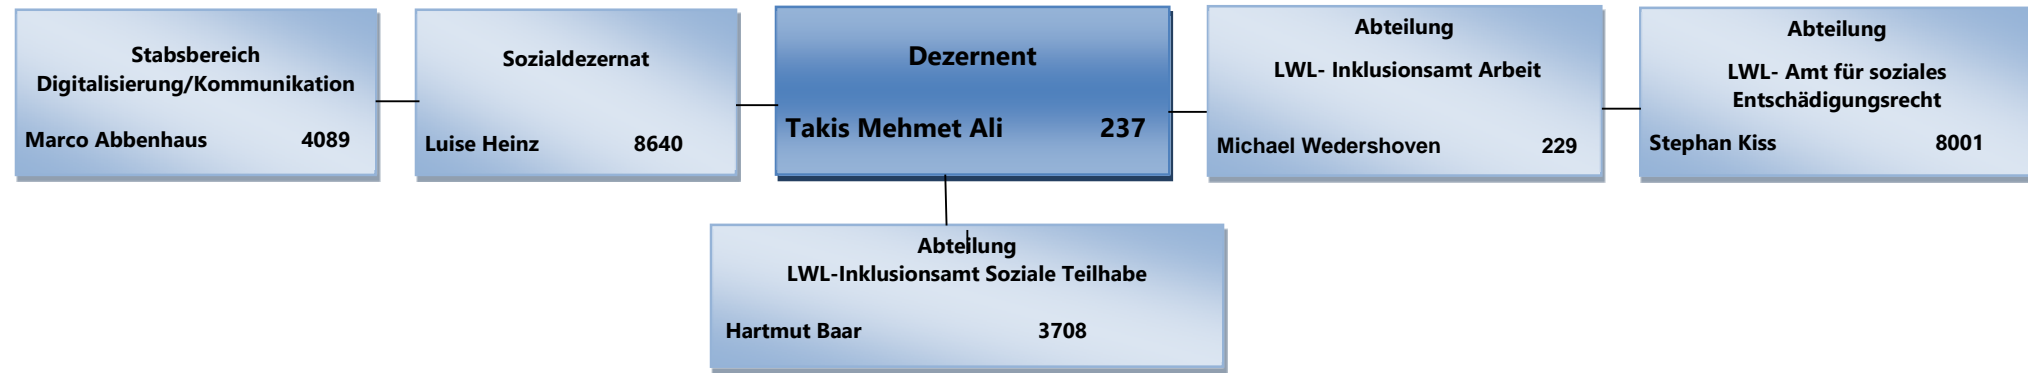 Stabsbereich
Digitalisierung/Kommunikation
Marco Abbenhaus 4089
Sozialdezernat
Luise Heinz 8640
Dezernent
Takis Mehmet Ali 237
Abteilung
LWL- Inklusionsamt Arbeit
Michael Wedershoven 229
Abteilung
LWL- Amt für soziales
Entschädigungsrecht
Stephan Kiss 8001
Abteilung
LWL-Inklusionsamt Soziale Teilhabe
Hartmut Baar 3708